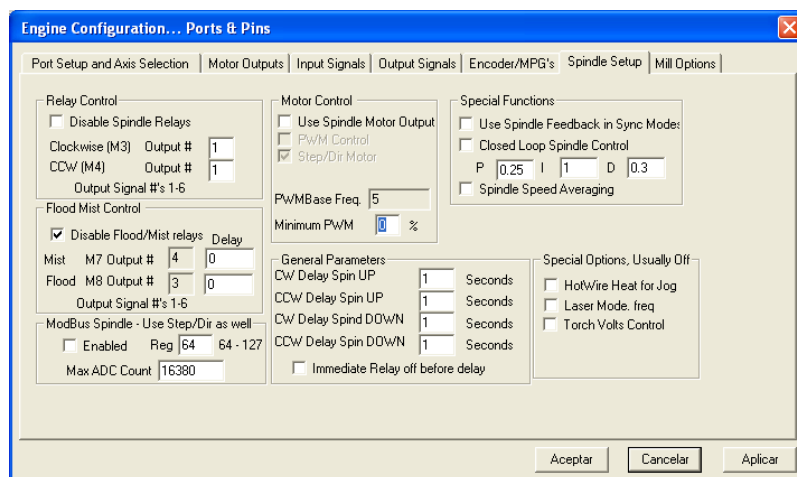 Engine Configuration... Ports & Pins
Port Setup and Axis Selection
Motor Outputs
Input Signals
Output Signals
Encoder/MPG's
Spindle Setup
Mill Options
Relay Control
Disable Spindle Relays
Clockwise (M3) Output # 1
CCW (M4) Output # 1
Output Signal #'s 1-6
Flood Mist Control
Disable Flood/Mist relays Delay
Mist M7 Output # 4 0
Flood M8 Output # 3 0
Output Signal #'s 1-6
ModBus Spindle - Use Step/Dir as well
Enabled Reg 64 64 - 127
Max ADC Count 16380
Motor Control
Use Spindle Motor Output
PWM Control
Step/Dir Motor
PWMBase Freq. 5
Minimum PWM 0 %
General Parameters
CW Delay Spin UP 1 Seconds
CCW Delay Spin UP 1 Seconds
CW Delay Spind DOWN 1 Seconds
CCW Delay Spin DOWN 1 Seconds
Immediate Relay off before delay
Special Functions
Use Spindle Feedback in Sync Modes
Closed Loop Spindle Control
P 0.25 I 1 D 0.3
Spindle Speed Averaging
Special Options, Usually Off
HotWire Heat for Jog
Laser Mode. freq
Torch Volts Control
Aceptar
Cancelar
Aplicar